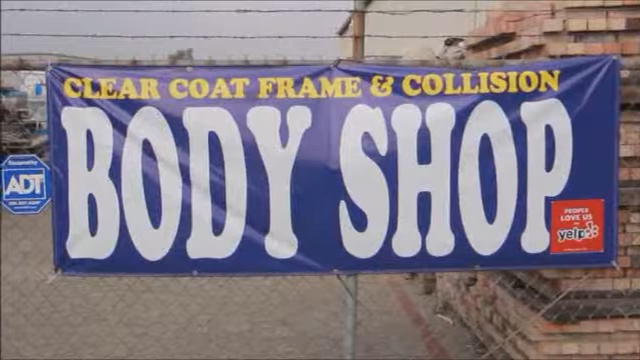 CLEAR COAT FRAME & COLLISION
BODY SHOP
ADT
PEOPLE
LOVE US
yelp